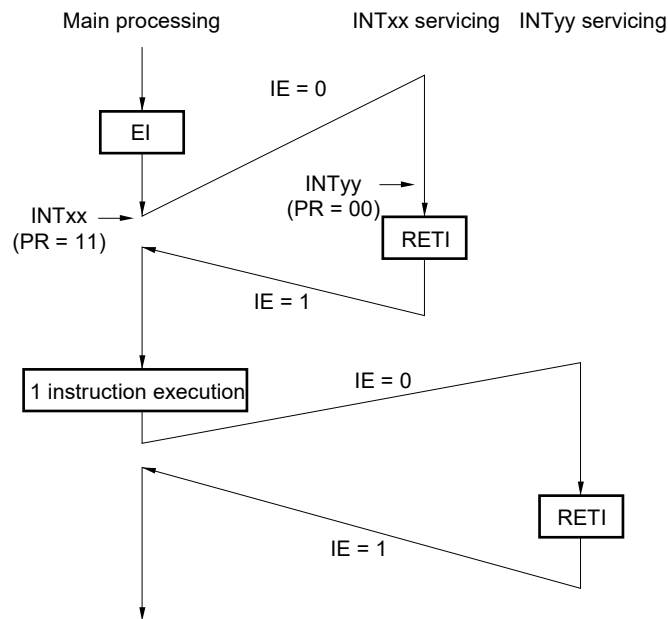 Main processing INTxx servicing INTyy servicing
IE = 0
EI
INTyy
(PR = 00)
INTxx
(PR = 11)
RETI
IE = 1
1 instruction execution
IE = 0
RETI
IE = 1